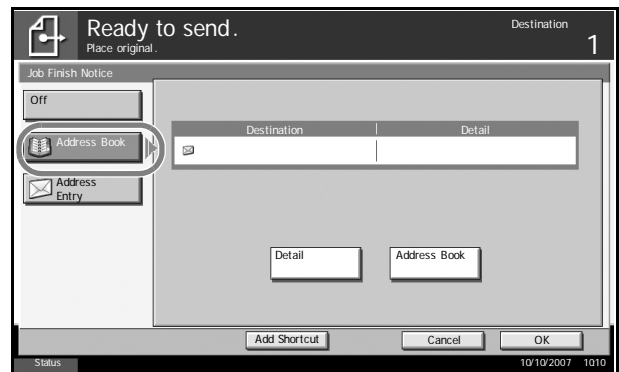 Ready to send.
Destination
Place original.
1
Job Finish Notice
Off
Address Book
Destination
Detail
Address
Entry
Detail
Address Book
Add Shortcut
Cancel
OK
Status
10/10/2007 1010